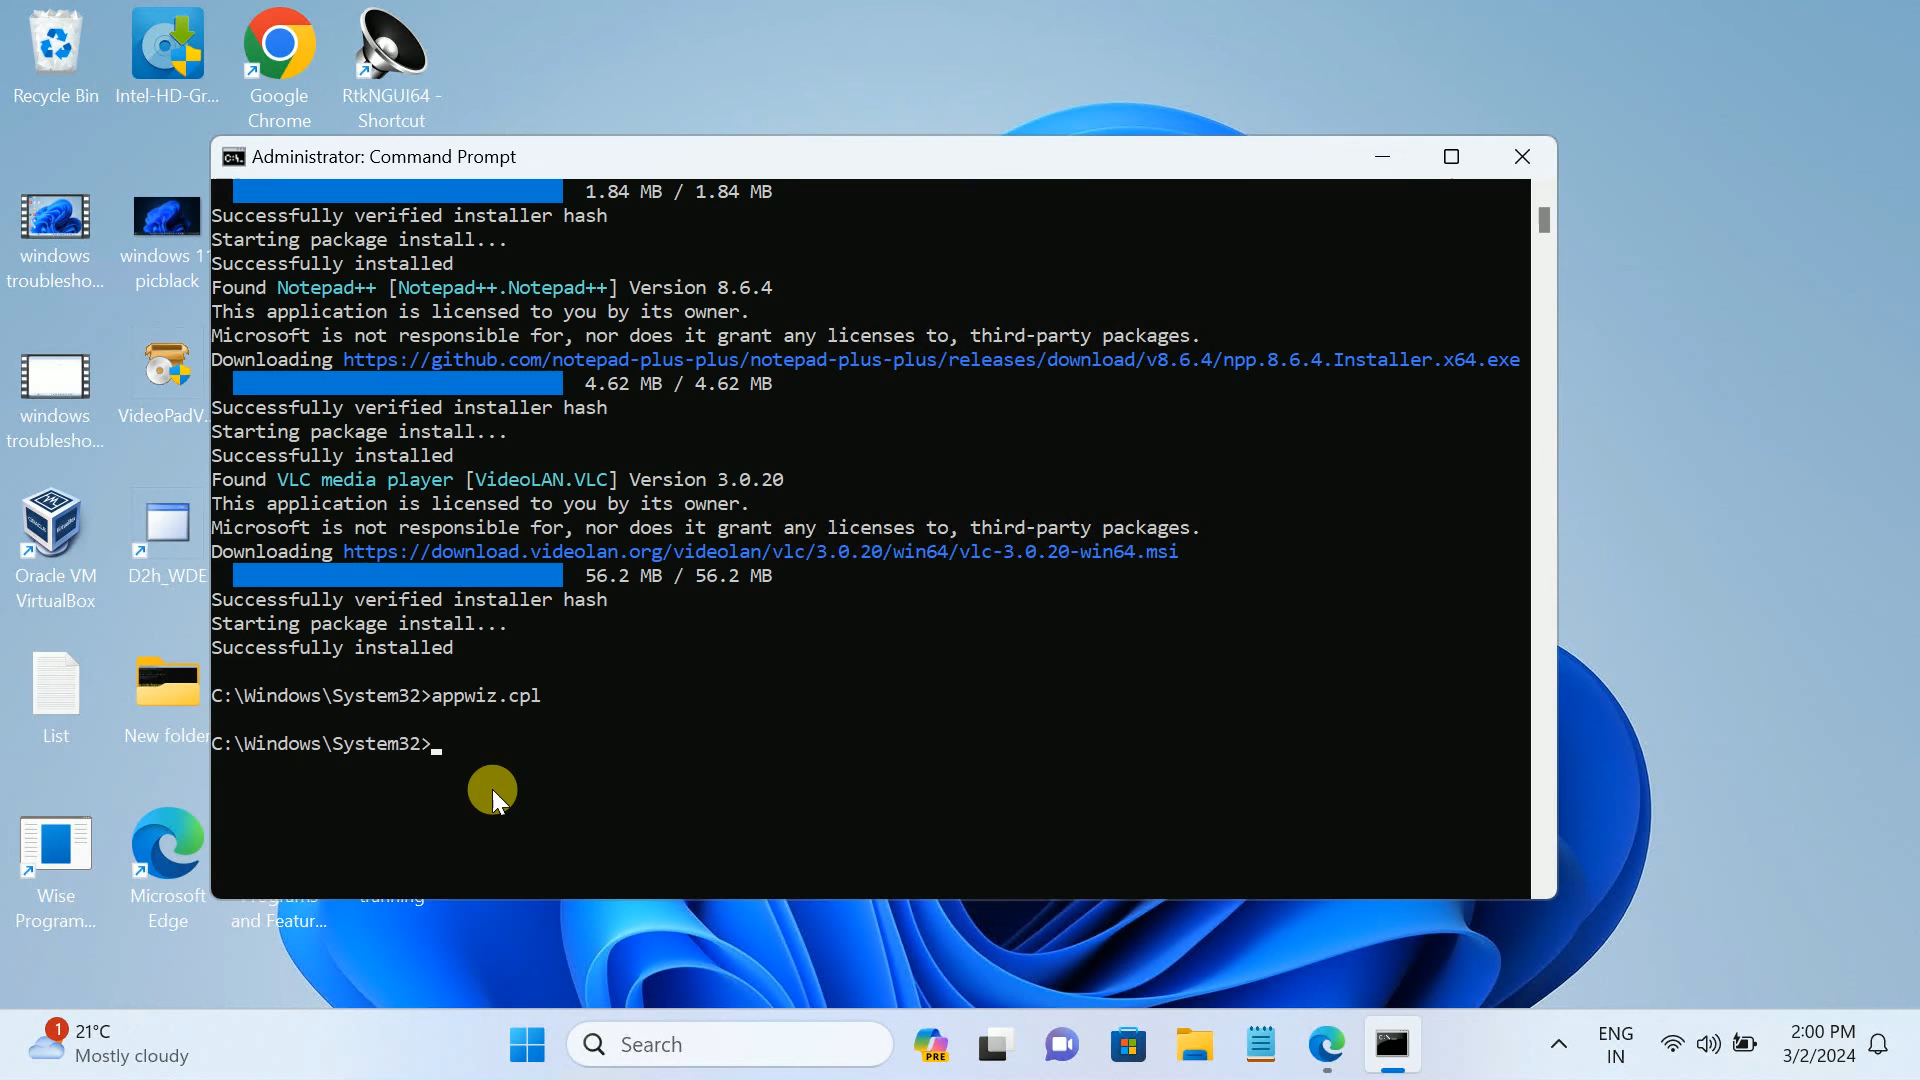 Recycle Bin
Intel-HD-Gr...
Google
Chrome
RtkNGUI64 -
Shortcut
windows
troublesho...
windows 11
picblack
windows
troublesho...
VideoPadV...
Oracle VM
VirtualBox
D2h_WDE
List
New folder
Wise
Program...
Microsoft
Edge
and Featur...
Administrator: Command Prompt
1.84 MB / 1.84 MB
Successfully verified installer hash
Starting package install...
Successfully installed
Found Notepad++ [Notepad++.Notepad++] Version 8.6.4
This application is licensed to you by its owner.
Microsoft is not responsible for, nor does it grant any licenses to, third-party packages.
Downloading https://github.com/notepad-plus-plus/notepad-plus-plus/releases/download/v8.6.4/npp.8.6.4.Installer.x64.exe
4.62 MB / 4.62 MB
Successfully verified installer hash
Starting package install...
Successfully installed
Found VLC media player [VideoLAN.VLC] Version 3.0.20
This application is licensed to you by its owner.
Microsoft is not responsible for, nor does it grant any licenses to, third-party packages.
Downloading https://download.videolan.org/videolan/vlc/3.0.20/win64/vlc-3.0.20-win64.msi
56.2 MB / 56.2 MB
Successfully verified installer hash
Starting package install...
Successfully installed
C:\Windows\System32>appwiz.cpl
C:\Windows\System32>
1
21°C
Mostly cloudy
Search
PRE
ENG
IN
2:00 PM
3/2/2024